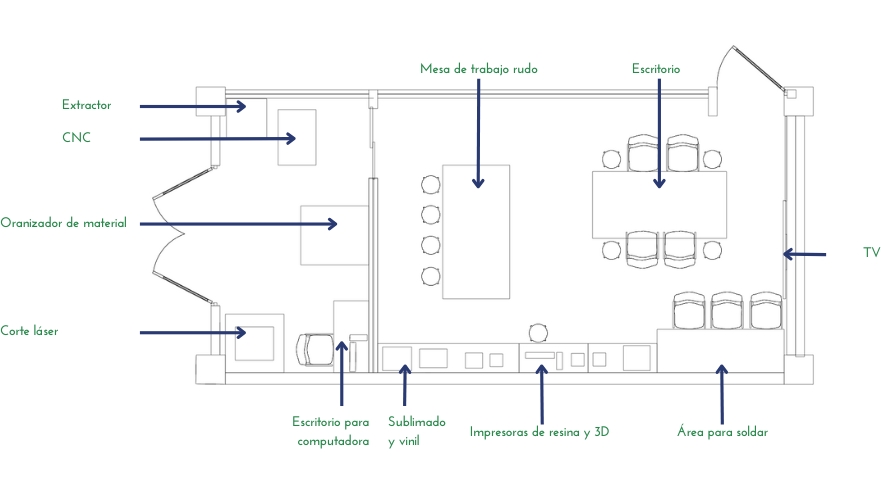 Mesa de trabajo rudo
Escritorio
Extractor
CNC
Oranizador de material
TV
Corte láser
Escritorio para
computadora
Sublimado
y vinil
Impresoras de resina y 3D
Área para soldar